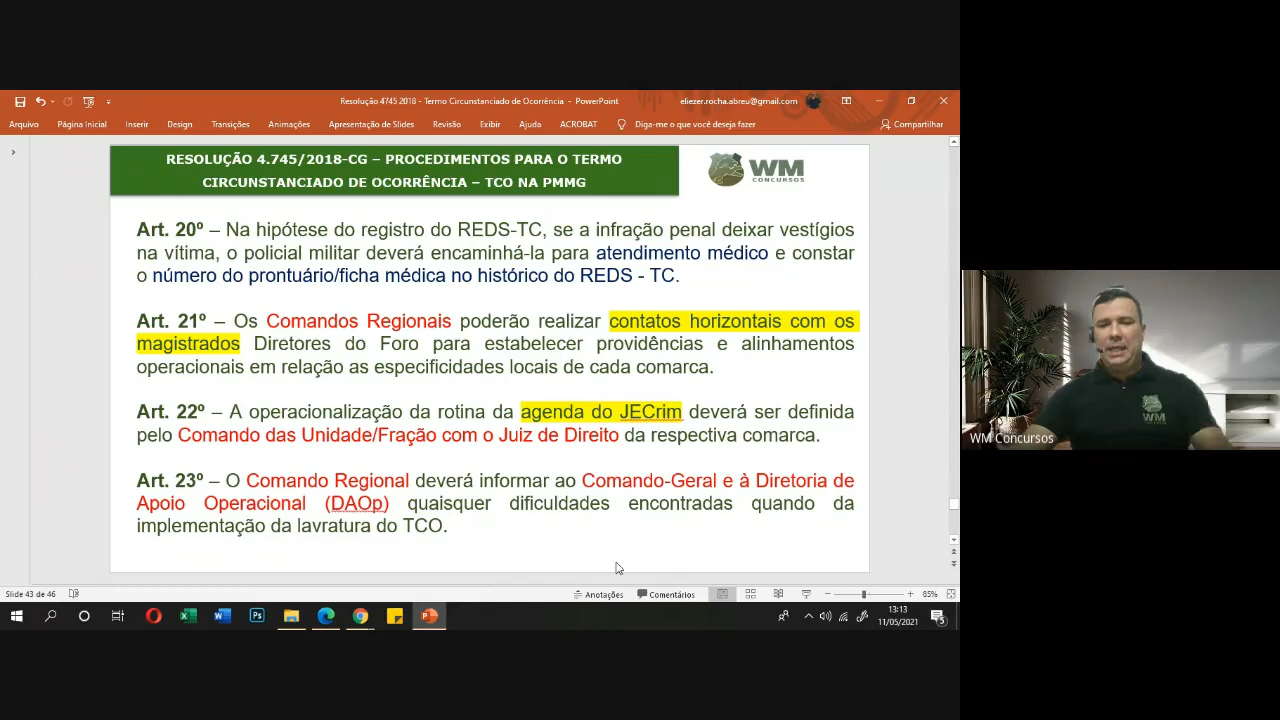 Resolução 4745 2018 - Termo Circunstanciado de Ocorrência - PowerPoint
eliezer.rocha.abreu@gmail.com
Arquivo Página Inicial Inserir Design Transições Animações Apresentação de Slides Revisão Exibir Ajuda ACROBAT Diga-me o que você deseja fazer Compartilhar
RESOLUÇÃO 4.745/2018-CG – PROCEDIMENTOS PARA O TERMO
CIRCUNSTANCIADO DE OCORRÊNCIA – TCO NA PMMG
WM
CONCURSOS
Art. 20º – Na hipótese do registro do REDS-TC, se a infração penal deixar vestígios
na vítima, o policial militar deverá encaminhá-la para atendimento médico e constar
o número do prontuário/ficha médica no histórico do REDS - TC.
Art. 21º – Os Comandos Regionais poderão realizar contatos horizontais com os
magistrados Diretores do Foro para estabelecer providências e alinhamentos
operacionais em relação as especificidades locais de cada comarca.
Art. 22º – A operacionalização da rotina da agenda do JECrim deverá ser definida
pelo Comando das Unidade/Fração com o Juiz de Direito da respectiva comarca.
Art. 23º – O Comando Regional deverá informar ao Comando-Geral e à Diretoria de
Apoio Operacional (DAOp) quaisquer dificuldades encontradas quando da
implementação da lavratura do TCO.
WM
WM Concursos
Slide 43 de 46
Anotações Comentários
85%
13:13
11/05/2021
5